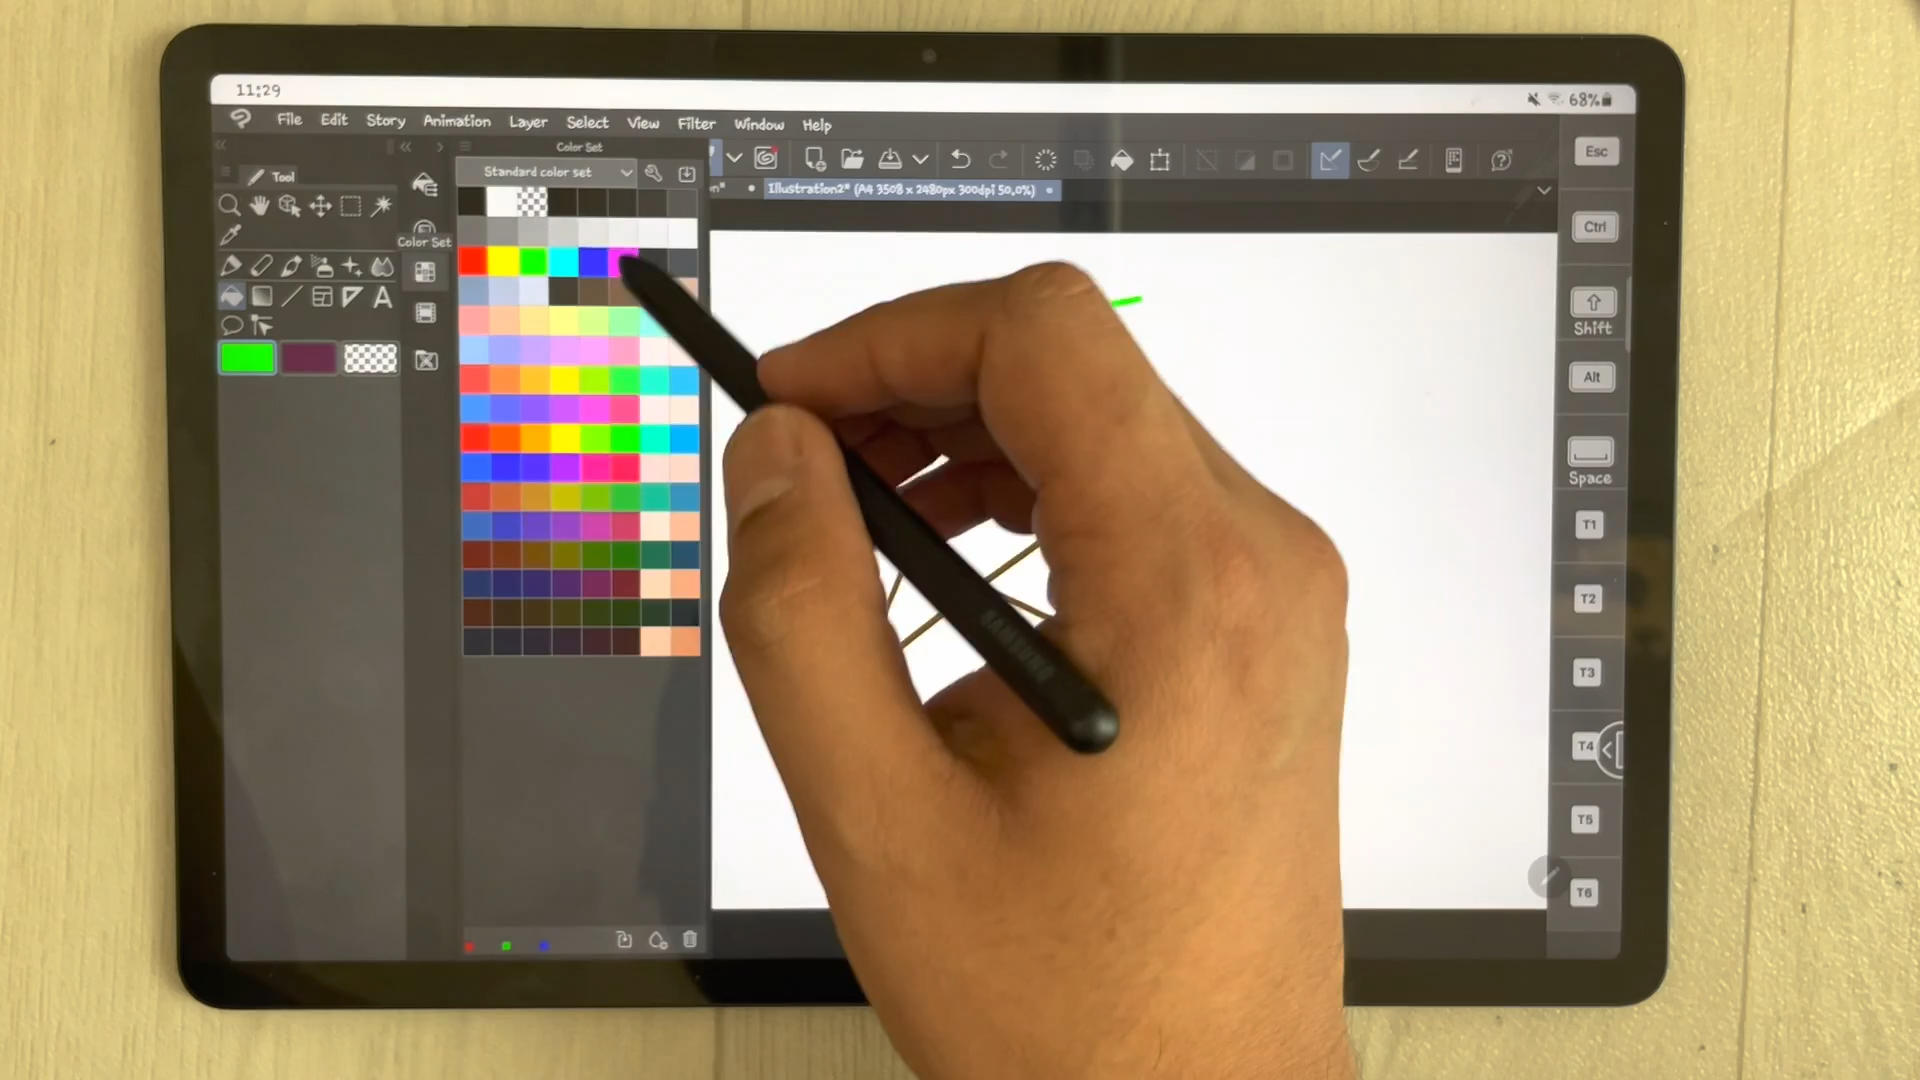 11:29
68%
File Edit Story Animation Layer Select View Filter Window Help
Color Set
Esc
Tool
Standard color set
Illustration2* (A4 3508 x 2480px 300dpi 50.0%)
Ctrl
Color Set
A
Shift
Alt
Space
T1
T2
SAMSUNG
T3
T4
T5
T6